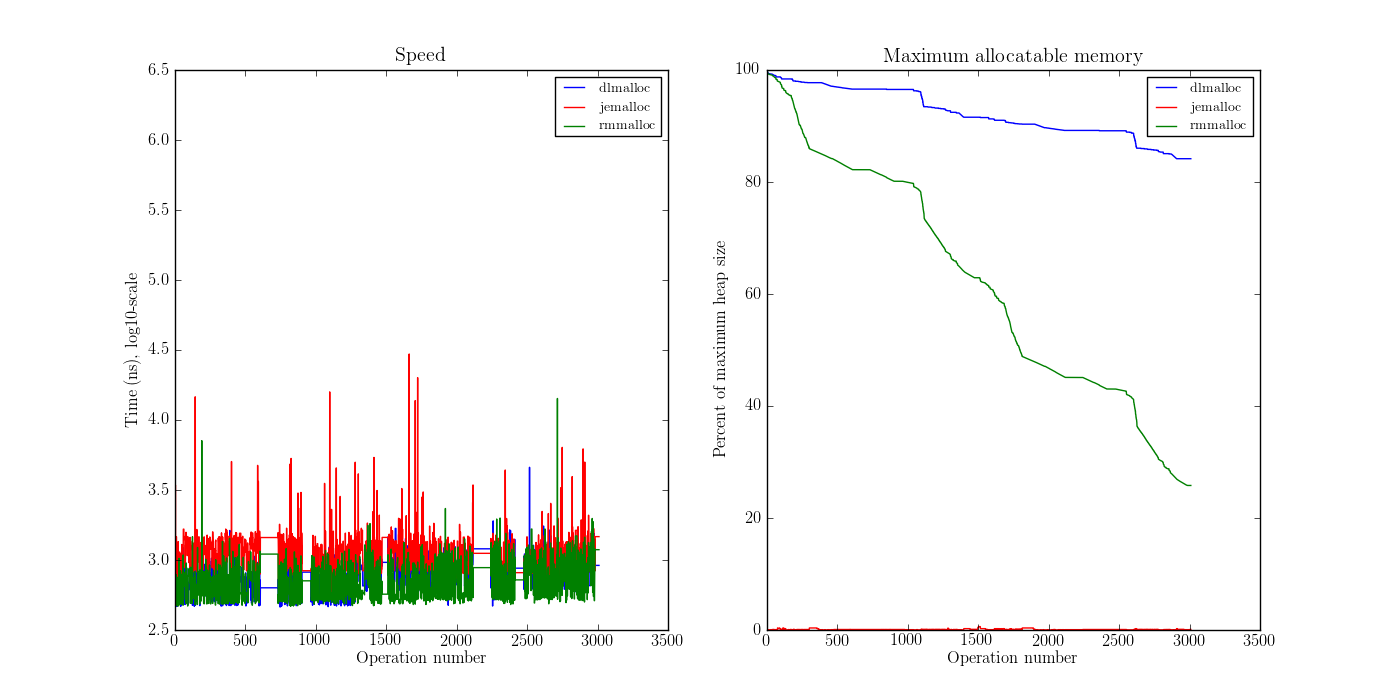 Speed
6.5
6.0
5.5
5.0
4.5
4.0
3.5
3.0
2.5
Time (ns), log10-scale
dlmalloc
jemalloc
rmmalloc
0 500 1000 1500 2000 2500 3000 3500
Operation number
Maximum allocatable memory
100
80
60
40
20
0
Percent of maximum heap size
dlmalloc
jemalloc
rmmalloc
0 500 1000 1500 2000 2500 3000 3500
Operation number